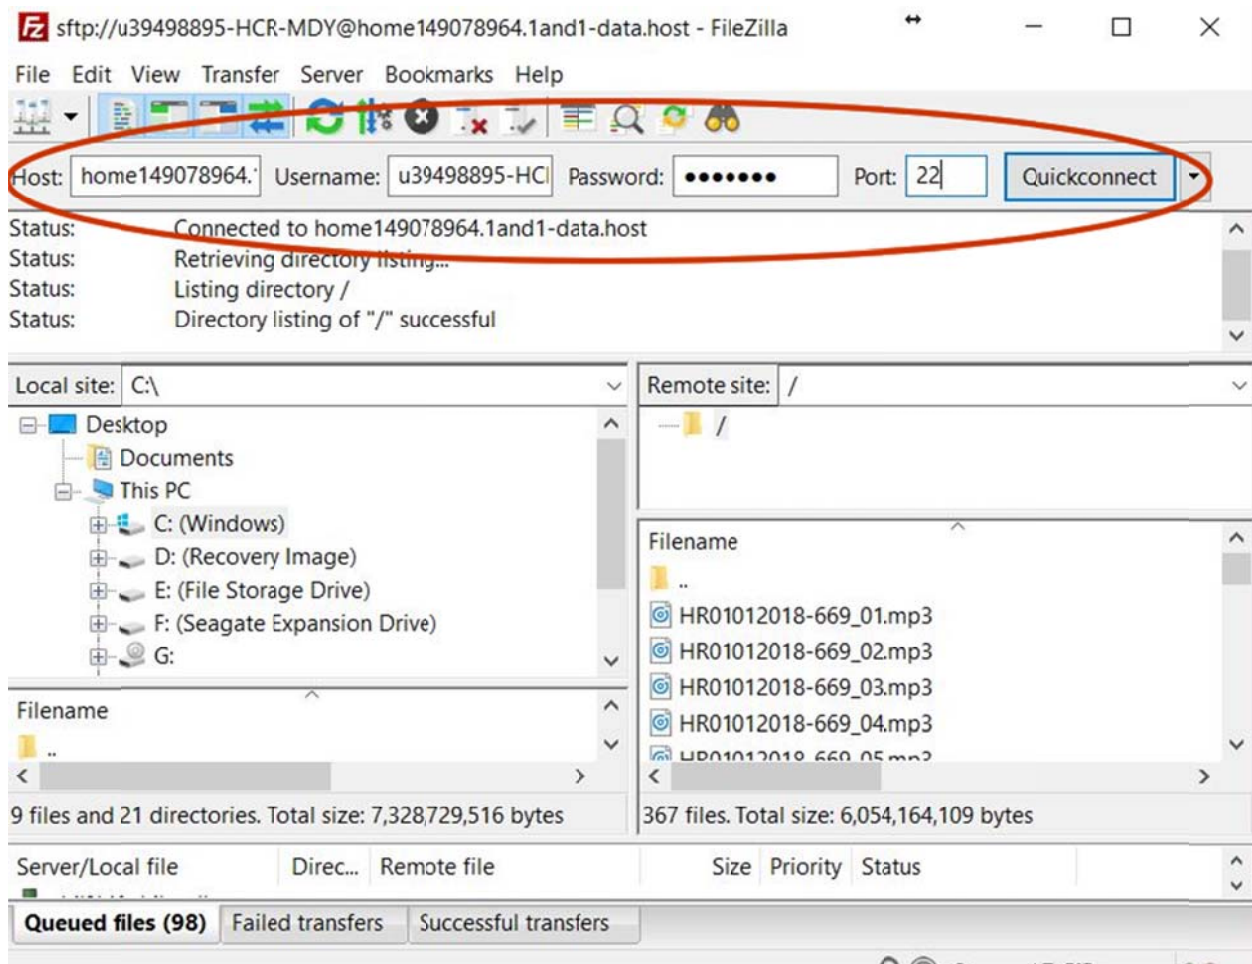 Fz sftp://u39498895-HCR-MDY@home149078964.1and1-data.host - FileZilla
File Edit View Transfer Server Bookmarks Help
Host: home149078964. Username: u39498895-HCI Password: ●●●●●●● Port: 22 Quickconnect
Status: Connected to home149078964.1and1-data.host
Status: Retrieving directory listing...
Status: Listing directory /
Status: Directory listing of "/" successful
Local site: C:\
Desktop
Documents
This PC
C: (Windows)
D: (Recovery Image)
E: (File Storage Drive)
F: (Seagate Expansion Drive)
G:
Filename
..
9 files and 21 directories. Total size: 7,328,729,516 bytes
Remote site: /
/
Filename
..
HR01012018-669_01.mp3
HR01012018-669_02.mp3
HR01012018-669_03.mp3
HR01012018-669_04.mp3
HR01012018-669_05.mp3
367 files. Total size: 6,054,164,109 bytes
Server/Local file Direc... Remote file Size Priority Status
Queued files (98) Failed transfers Successful transfers